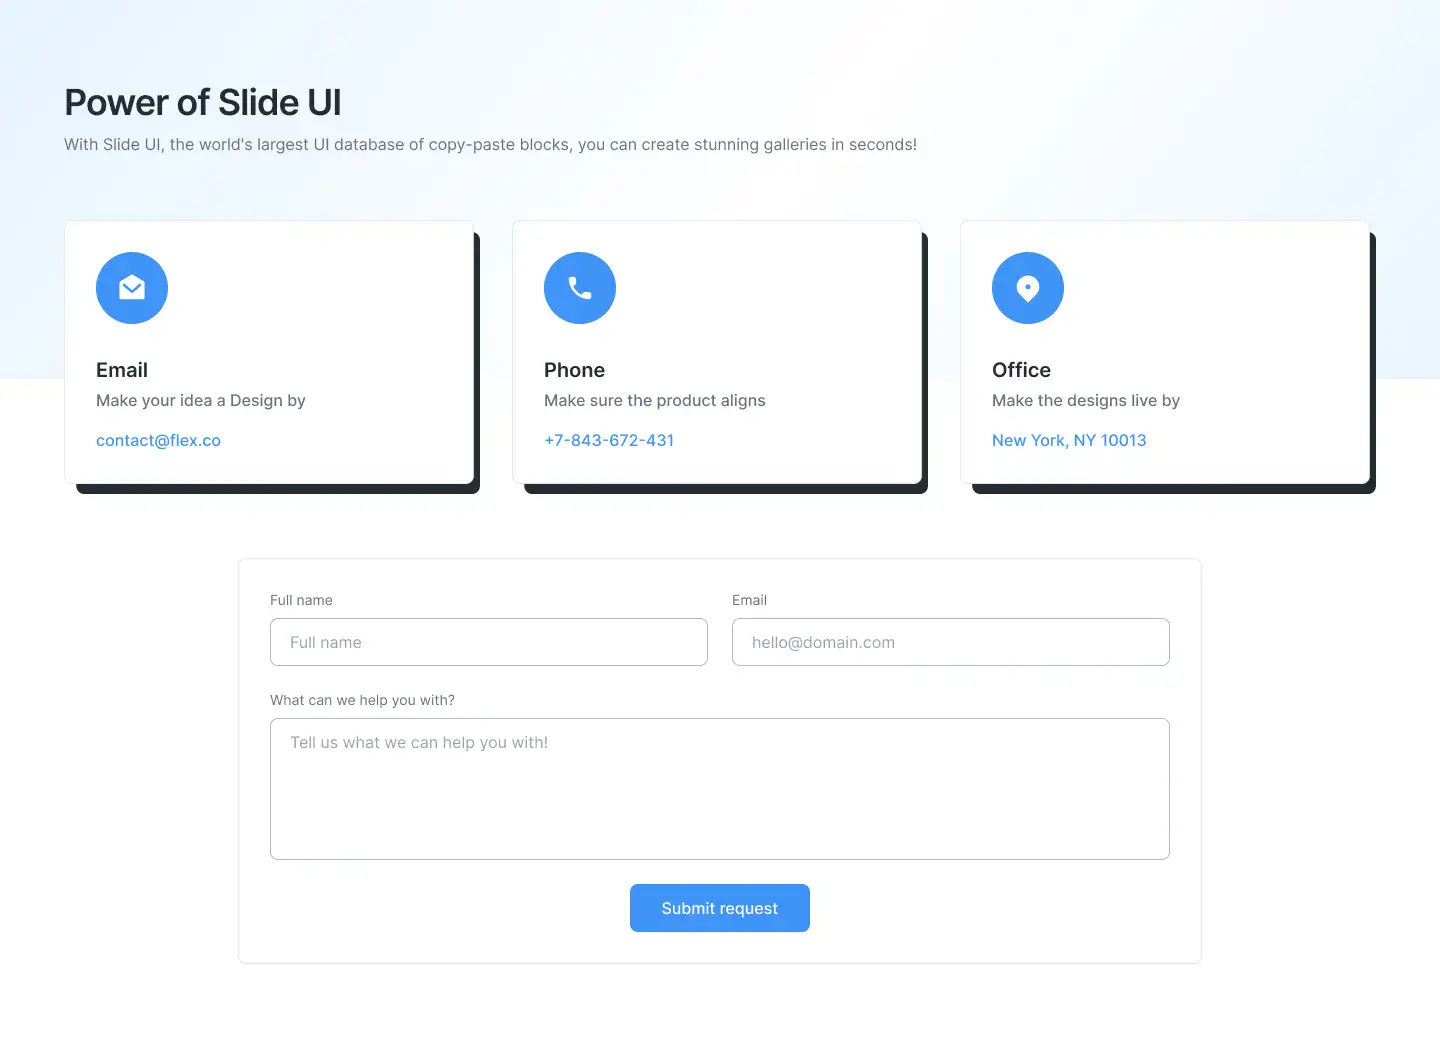 Power of Slide UI
With Slide UI, the world's largest UI database of copy-paste blocks, you can create stunning galleries in seconds!
Email
Make your idea a Design by
contact@flex.co
Phone
Make sure the product aligns
+7-843-672-431
Office
Make the designs live by
New York, NY 10013
Full name
Full name
Email
hello@domain.com
What can we help you with?
Tell us what we can help you with!
Submit request